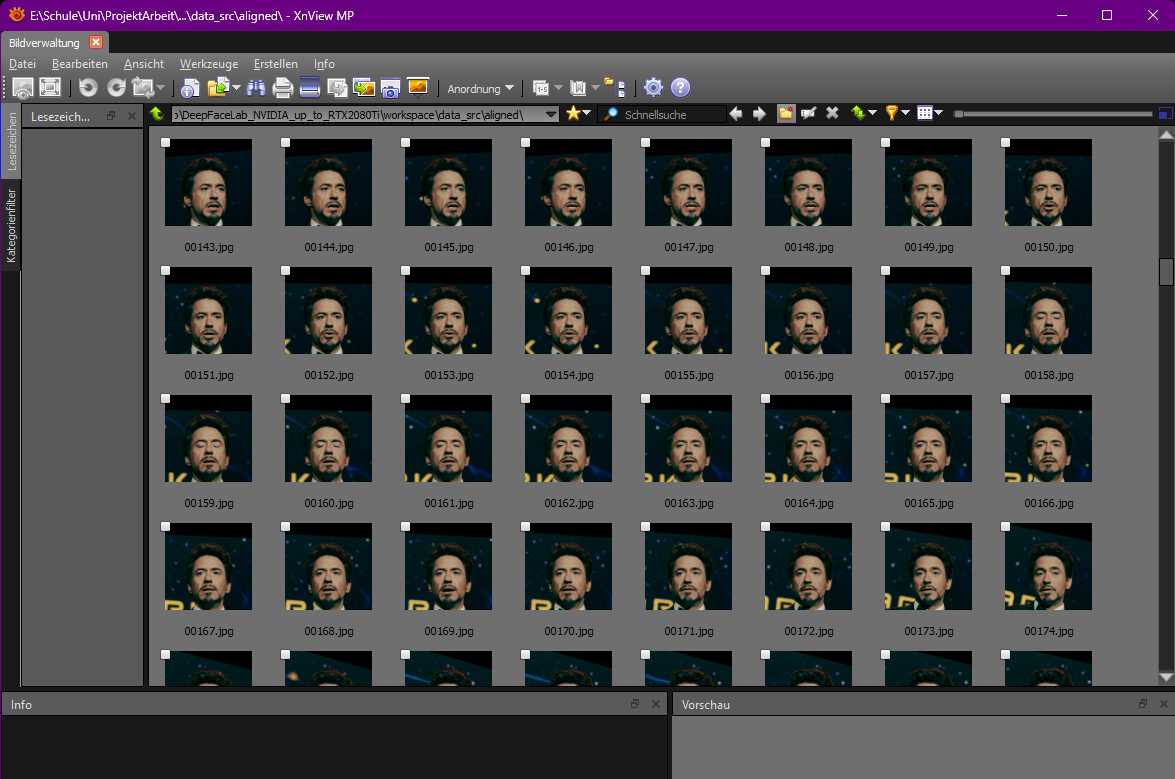 E:\Schule\Uni\ProjektArbeit\...\data_src\aligned\ - XnView MP
Bildverwaltung
Datei Bearbeiten Ansicht Werkzeuge Erstellen Info
Anordnung
Lesezeich...
\DeepFaceLab_NVIDIA_up_to_RTX2080Ti\workspace\data_src\aligned\
Schnellsuche
Lesezeichen
Kategorienfilter
00143.jpg 00144.jpg 00145.jpg 00146.jpg 00147.jpg 00148.jpg 00149.jpg 00150.jpg
00151.jpg 00152.jpg 00153.jpg 00154.jpg 00155.jpg 00156.jpg 00157.jpg 00158.jpg
00159.jpg 00160.jpg 00161.jpg 00162.jpg 00163.jpg 00164.jpg 00165.jpg 00166.jpg
00167.jpg 00168.jpg 00169.jpg 00170.jpg 00171.jpg 00172.jpg 00173.jpg 00174.jpg
Info
Vorschau